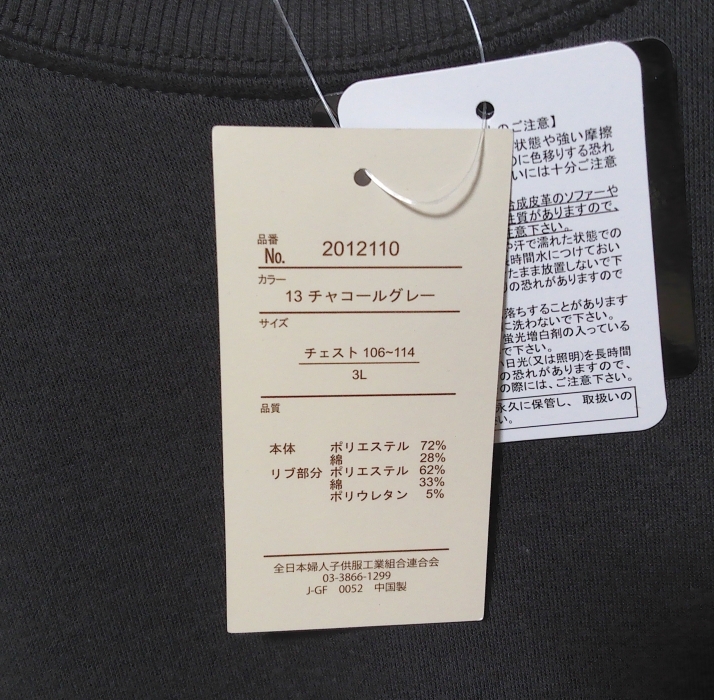 品番
No. 2012110
カラー
13 チャコールグレー
サイズ
チェスト 106~114
3L
品質
本体 ポリエステル 72%
綿 28%
リブ部分 ポリエステル 62%
綿 33%
ポリウレタン 5%
全日本婦人子供服工業組合連合会
03-3866-1299
J-GF 0052 中国製
のご注意】
状態や強い摩擦
に色移りする恐れ
いには十分ご注意
合成皮革のソファーや
性質がありますので、
注意下さい。
や汗で濡れた状態での
時間水につけておい
たまま放置しないで下
の恐れがありますので
落ちすることがあります
に洗わないで下さい。
蛍光増白剤の入っている
で下さい。
日光(又は照明)を長時間
の恐れがありますので、
の際には、ご注意下さい。
永久に保管し、取扱いの
い。